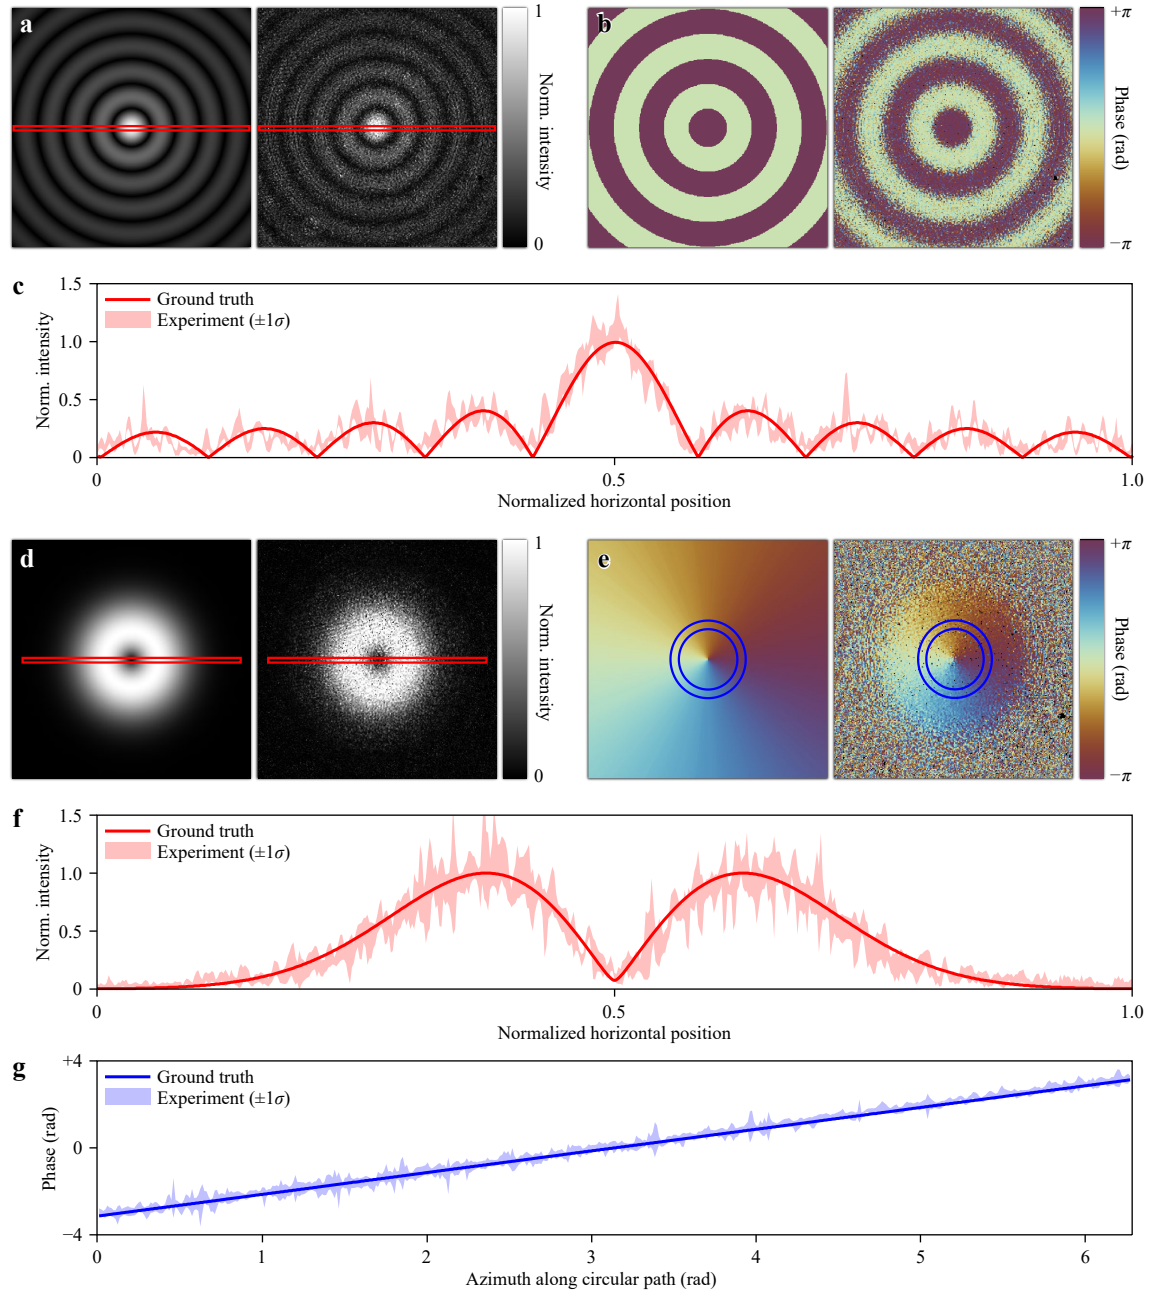 a
1
0
Norm. intensity
b
+π
−π
Phase (rad)
c
1.5
1.0
0.5
0
Norm. intensity
Ground truth
Experiment (±1σ)
0
0.5
1.0
Normalized horizontal position
d
1
0
Norm. intensity
e
+π
−π
Phase (rad)
f
1.5
1.0
0.5
0
Norm. intensity
Ground truth
Experiment (±1σ)
0
0.5
1.0
Normalized horizontal position
g
+4
0
−4
Phase (rad)
Ground truth
Experiment (±1σ)
0
1
2
3
4
5
6
Azimuth along circular path (rad)